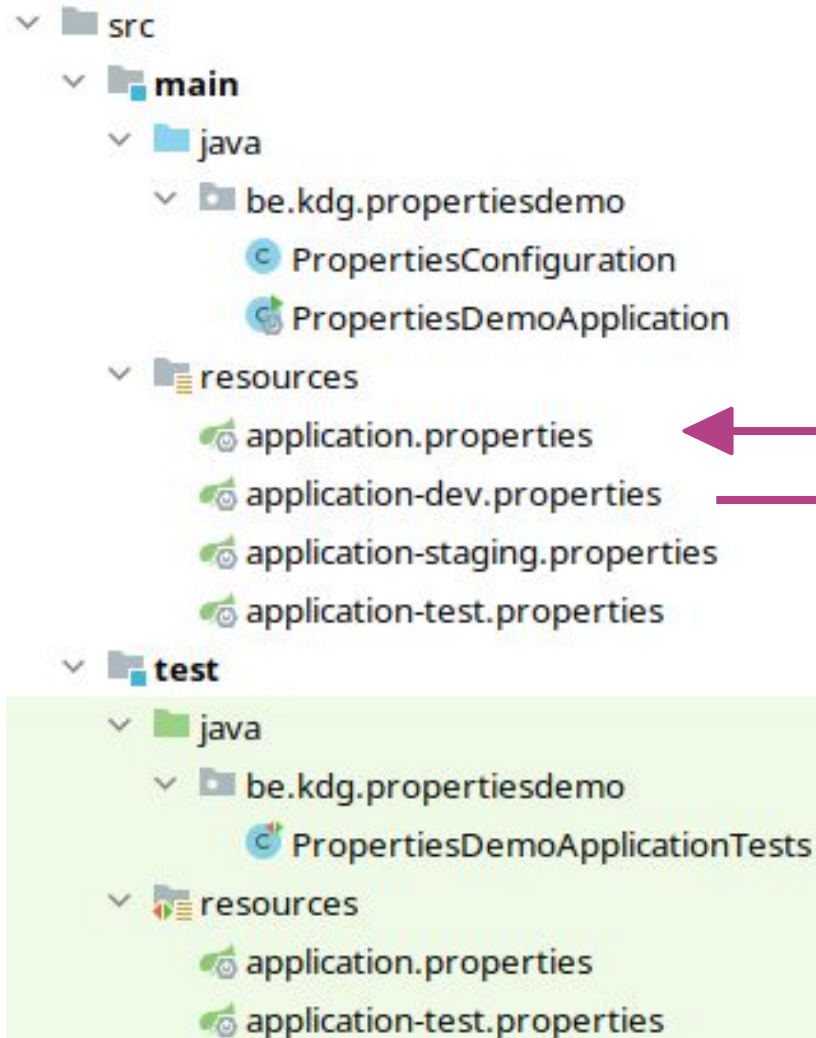 src
main
java
be.kdg.propertiesdemo
PropertiesConfiguration
PropertiesDemoApplication
resources
application.properties
application-dev.properties
application-staging.properties
application-test.properties
test
java
be.kdg.propertiesdemo
PropertiesDemoApplicationTests
resources
application.properties
application-test.properties